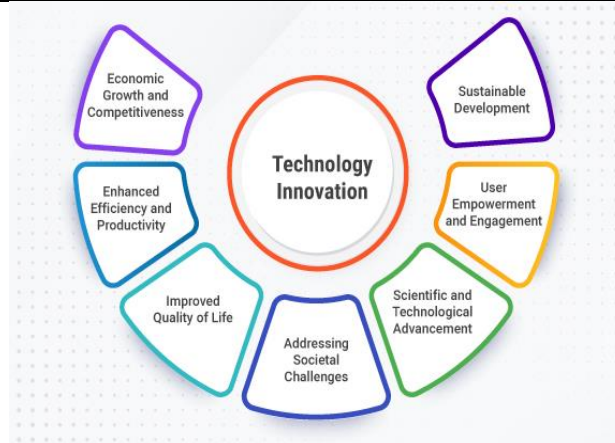 Technology
Innovation
Economic
Growth and
Competitiveness
Enhanced
Efficiency and
Productivity
Improved
Quality of Life
Addressing
Societal
Challenges
Scientific and
Technological
Advancement
User
Empowerment
and Engagement
Sustainable
Development